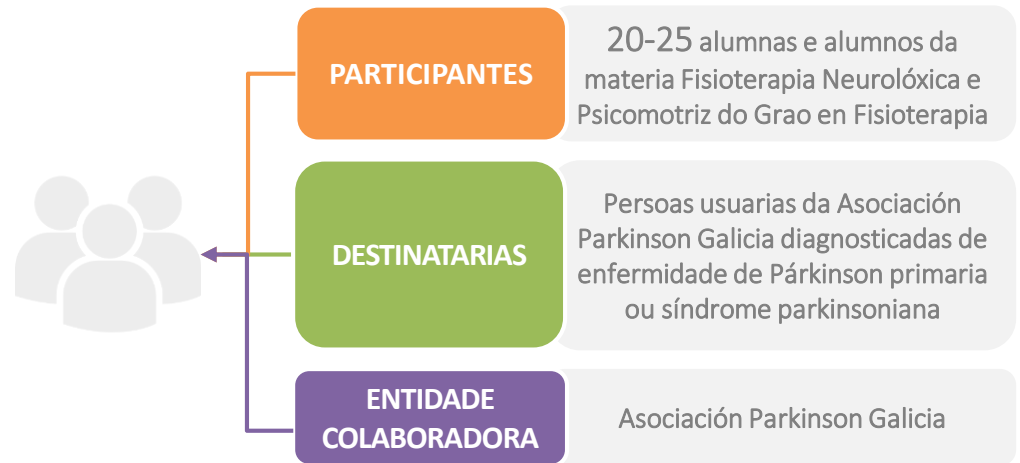 PARTICIPANTES
20-25 alumnas e alumnos da
materia Fisioterapia Neurolóxica e
Psicomotriz do Grao en Fisioterapia
DESTINATARIAS
Persoas usuarias da Asociación
Parkinson Galicia diagnosticadas de
enfermidade de Párkinson primaria
ou síndrome parkinsoniana
ENTIDADE
COLABORADORA
Asociación Parkinson Galicia